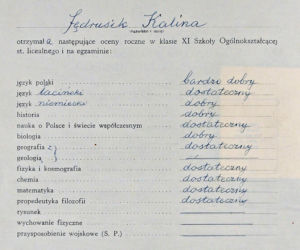 Jędrusek Kalina
(nazwisko i imię)
otrzymał a następujące oceny roczne w klasie XI Szkoły Ogólnokształcącej
st. licealnego i na egzaminie:
język polski bardzo dobry
język łaciński dostateczny
język niemiecki dobry
historia dobry
nauka o Polsce i świecie współczesnym dostateczny
biologia dobry
geografia dostateczny
geologia
fizyka i kosmografia dostateczny
chemia dostateczny
matematyka dostateczny
propedeutyka filozofii dostateczny
rysunek
wychowanie fizyczne
przysposobienie wojskowe (S. P.)